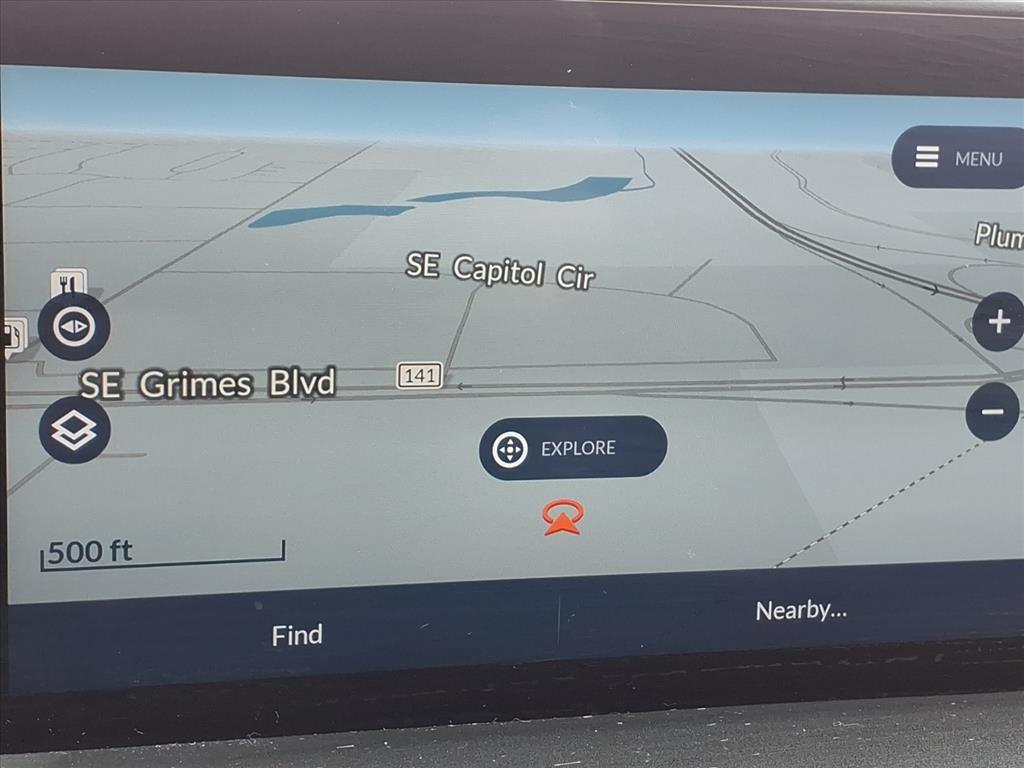 MENU
Plum
SE Capitol Cir
SE Grimes Blvd
141
EXPLORE
500 ft
Find
Nearby...